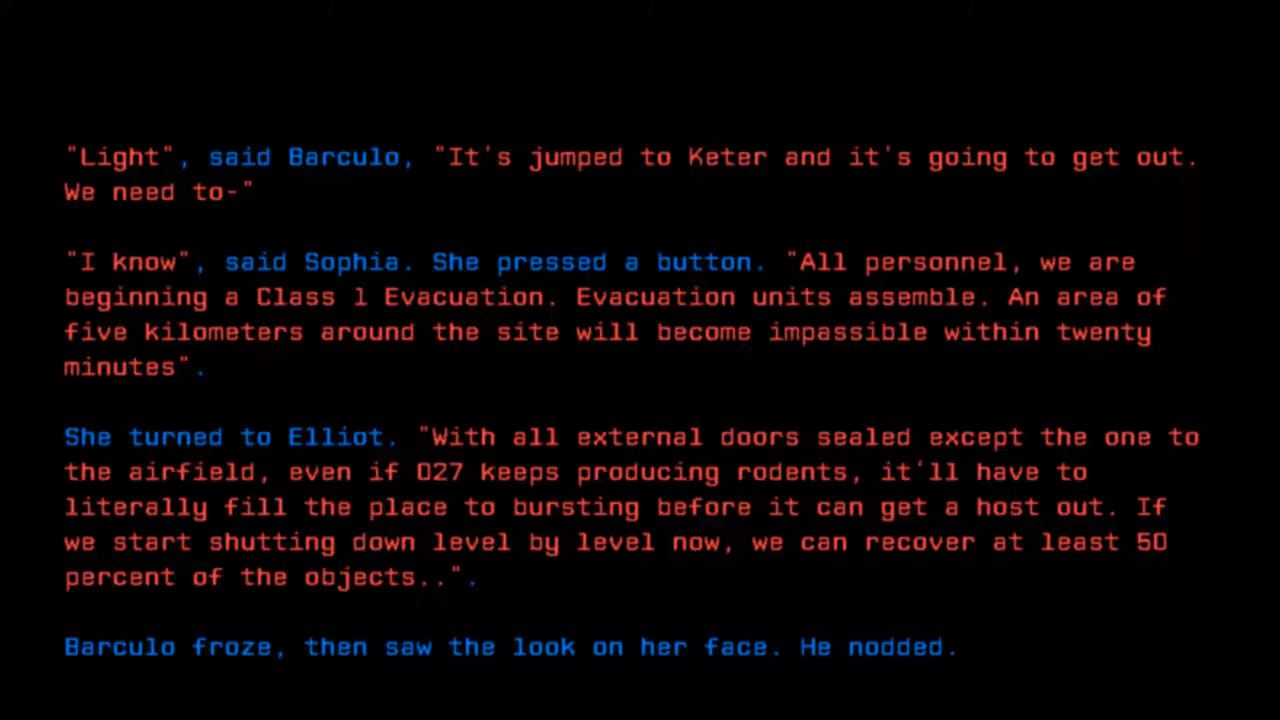 "Light", said Barculo, "It's jumped to Keter and it's going to get out.
We need to-"
"I know", said Sophia. She pressed a button. "All personnel, we are
beginning a Class 1 Evacuation. Evacuation units assemble. An area of
five kilometers around the site will become impassible within twenty
minutes".
She turned to Elliot. "With all external doors sealed except the one to
the airfield, even if 027 keeps producing rodents, it'll have to
literally fill the place to bursting before it can get a host out. If
we start shutting down level by level now, we can recover at least 50
percent of the objects..".
Barculo froze, then saw the look on her face. He nodded.